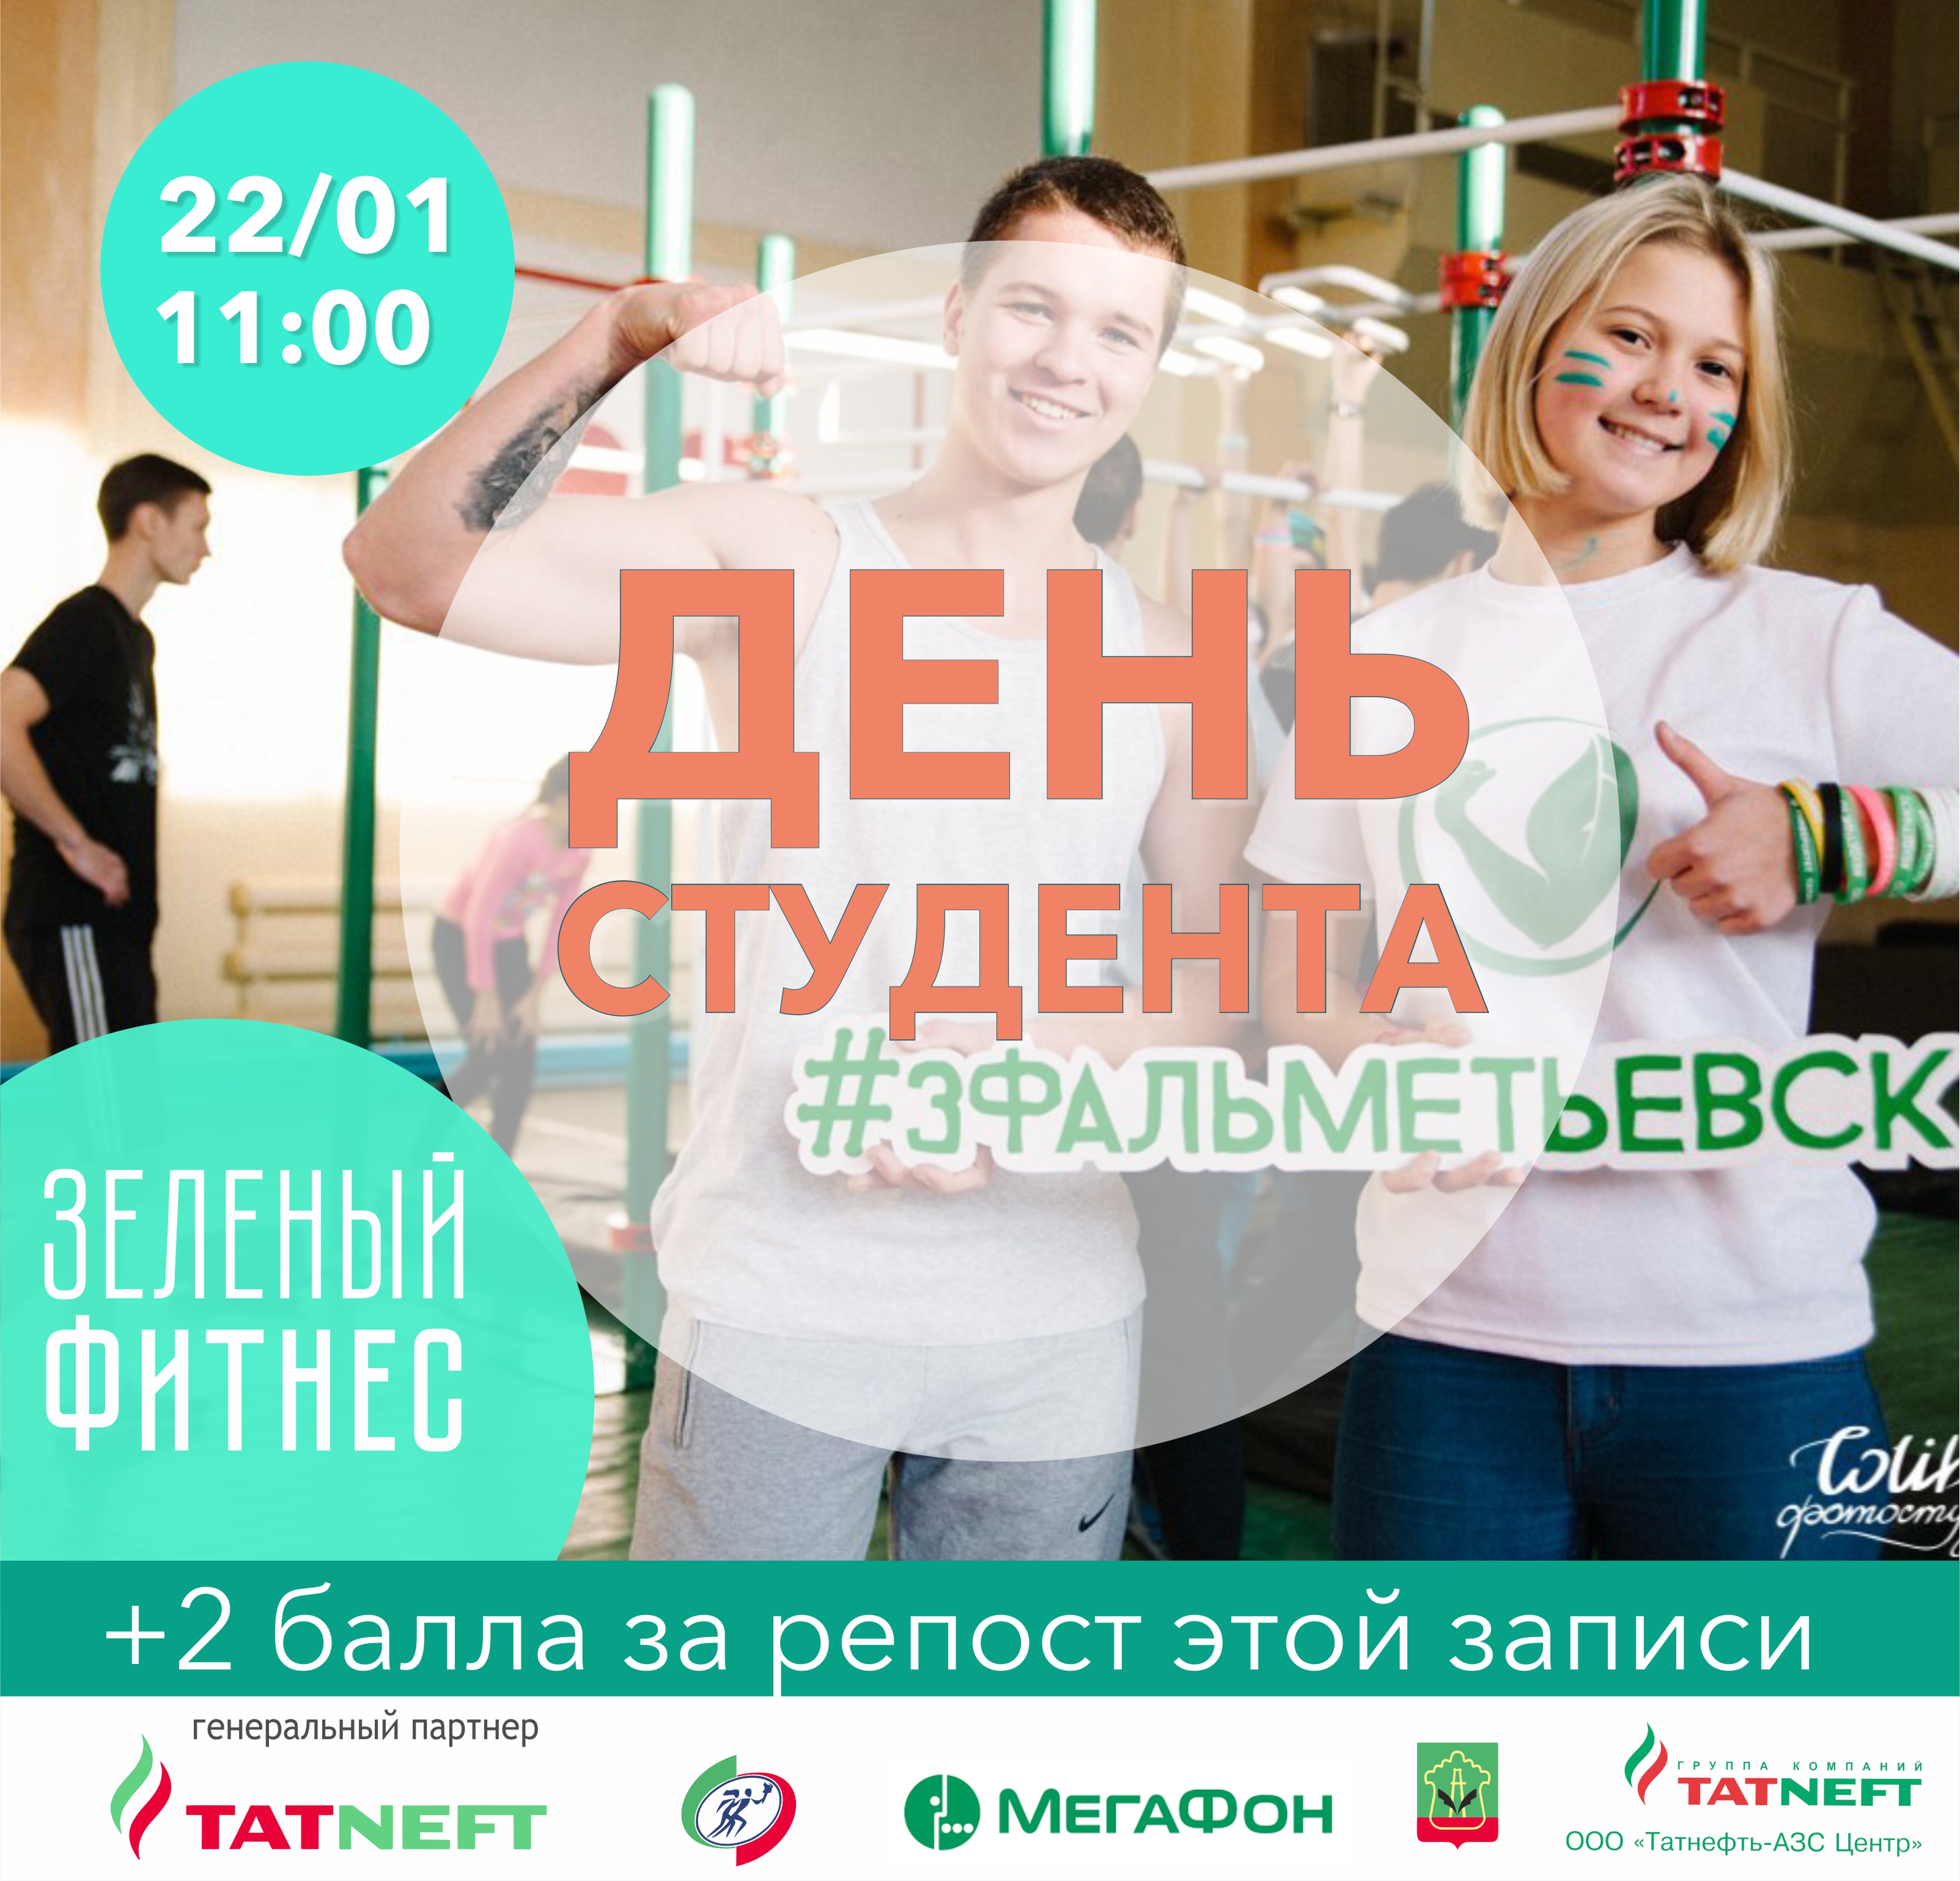 22/01
11:00
ДЕНЬ
СТУДЕНТА
#ЗФАЛЬМЕТЬЕВСК
ЗЕЛЕНЫЙ
ФИТНЕС
+2 балла за репост этой записи
генеральный партнер
TATNEFT
МЕГАФОН
ГРУППА КОМПАНИЙ
TATNEFT
ООО «Татнефть-АЗС Центр»